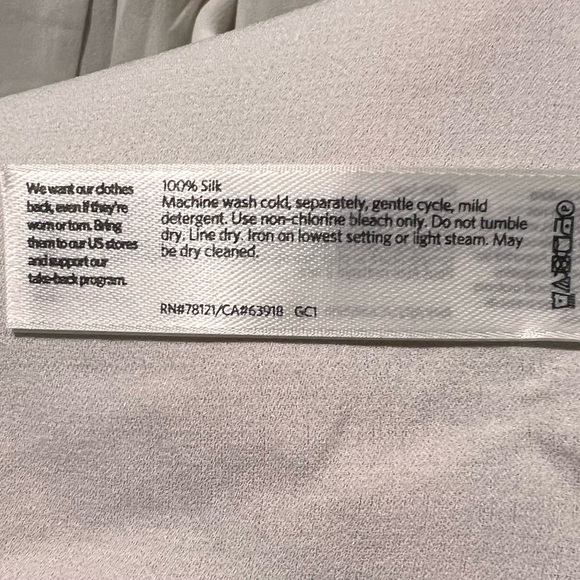 We want our clothes
back, even if they're
worn or torn. Bring
them to our US stores
and support our
take-back program.
100% Silk
Machine wash cold, separately, gentle cycle, mild
detergent. Use non-chlorine bleach only. Do not tumble
dry. Line dry. Iron on lowest setting or light steam. May
be dry cleaned.
RN#78121/CA#63918 GC1